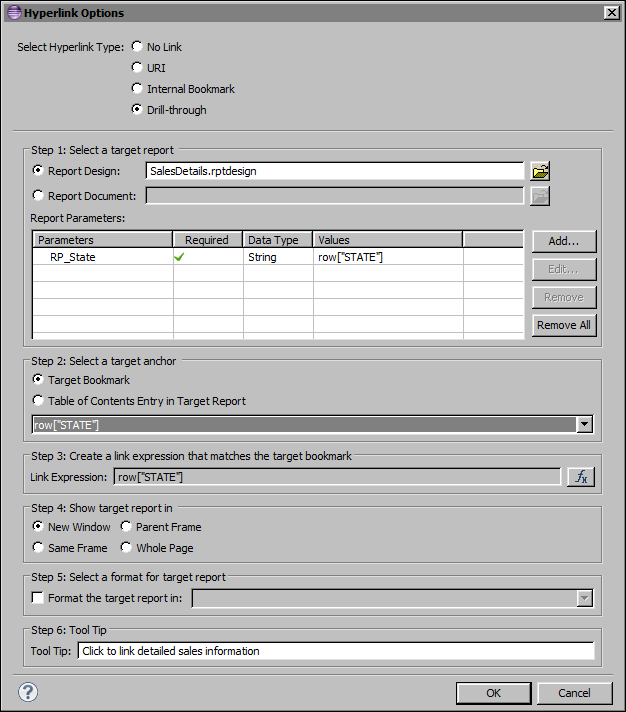 Hyperlink Options
Select Hyperlink Type: No Link
URI
Internal Bookmark
Drill-through
Step 1: Select a target report
Report Design: SalesDetails.rptdesign
Report Document:
Report Parameters:
Parameters Required Data Type Values
RP_State String row["STATE"]
Add...
Edit...
Remove
Remove All
Step 2: Select a target anchor
Target Bookmark
Table of Contents Entry in Target Report
row["STATE"]
Step 3: Create a link expression that matches the target bookmark
Link Expression: row["STATE"] fx
Step 4: Show target report in
New Window Parent Frame
Same Frame Whole Page
Step 5: Select a format for target report
Format the target report in:
Step 6: Tool Tip
Tool Tip: Click to link detailed sales information
? OK Cancel